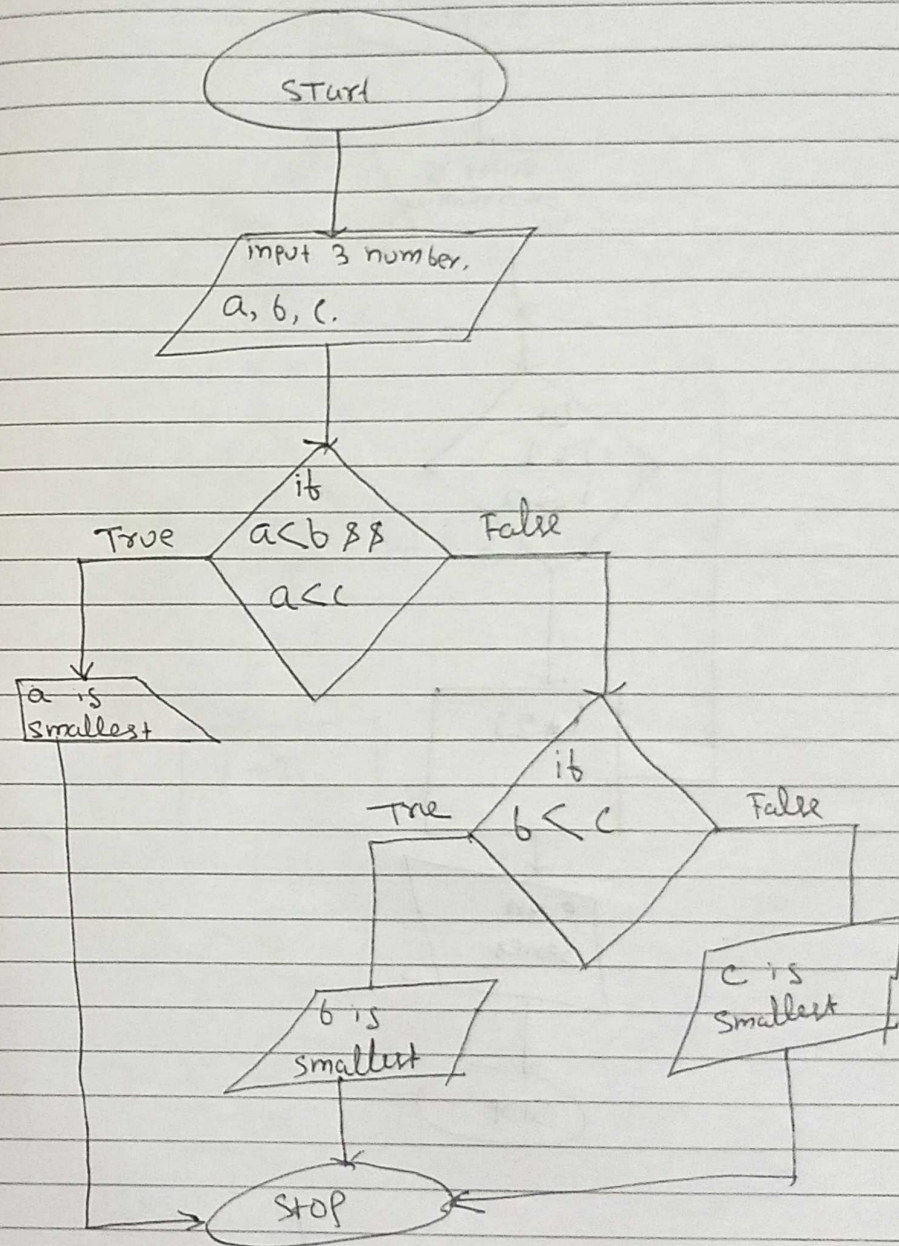 Start
input 3 number.
a, b, c.
if
a<b &&
a<c
True
False
a is
smallest
if
b < c
True
False
b is
smallest
c is
smallest
Stop